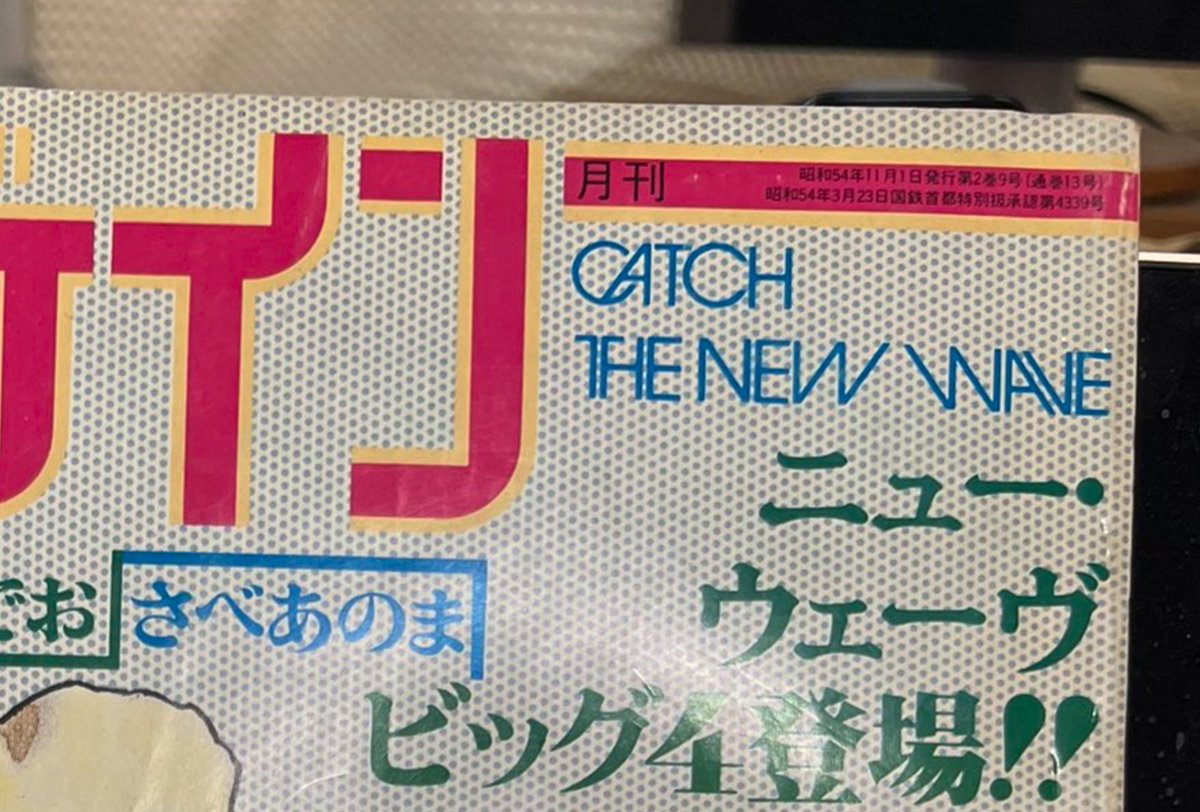 ザイン
月刊
昭和54年11月1日発行第2巻9号(通巻13号)
昭和54年3月23日国鉄首都特別扱承認第4339号
CATCH
THE NEW WAVE
ニュー・
ウェーヴ
ビッグ4登場!!
でお
さべあのま